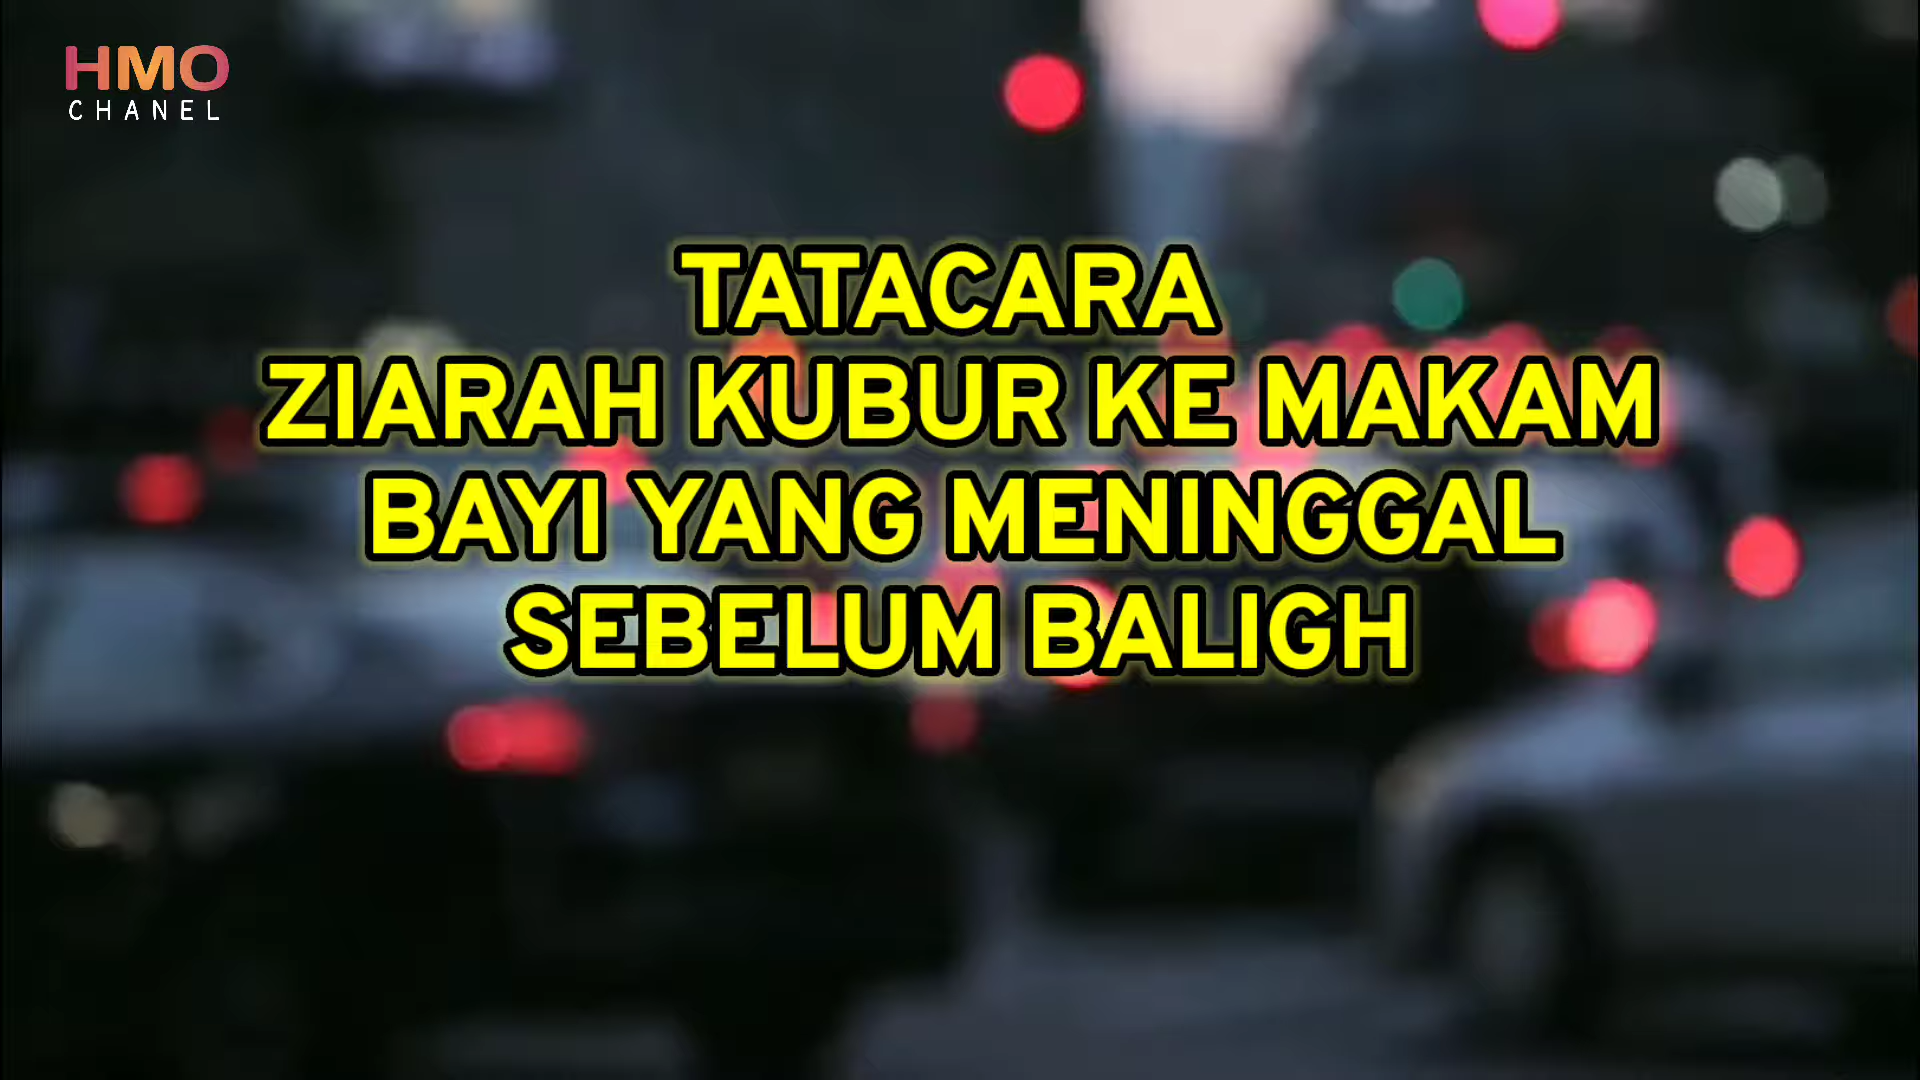 HMO
CHANEL
TATACARA
ZIARAH KUBUR KE MAKAM
BAYI YANG MENINGGAL
SEBELUM BALIGH